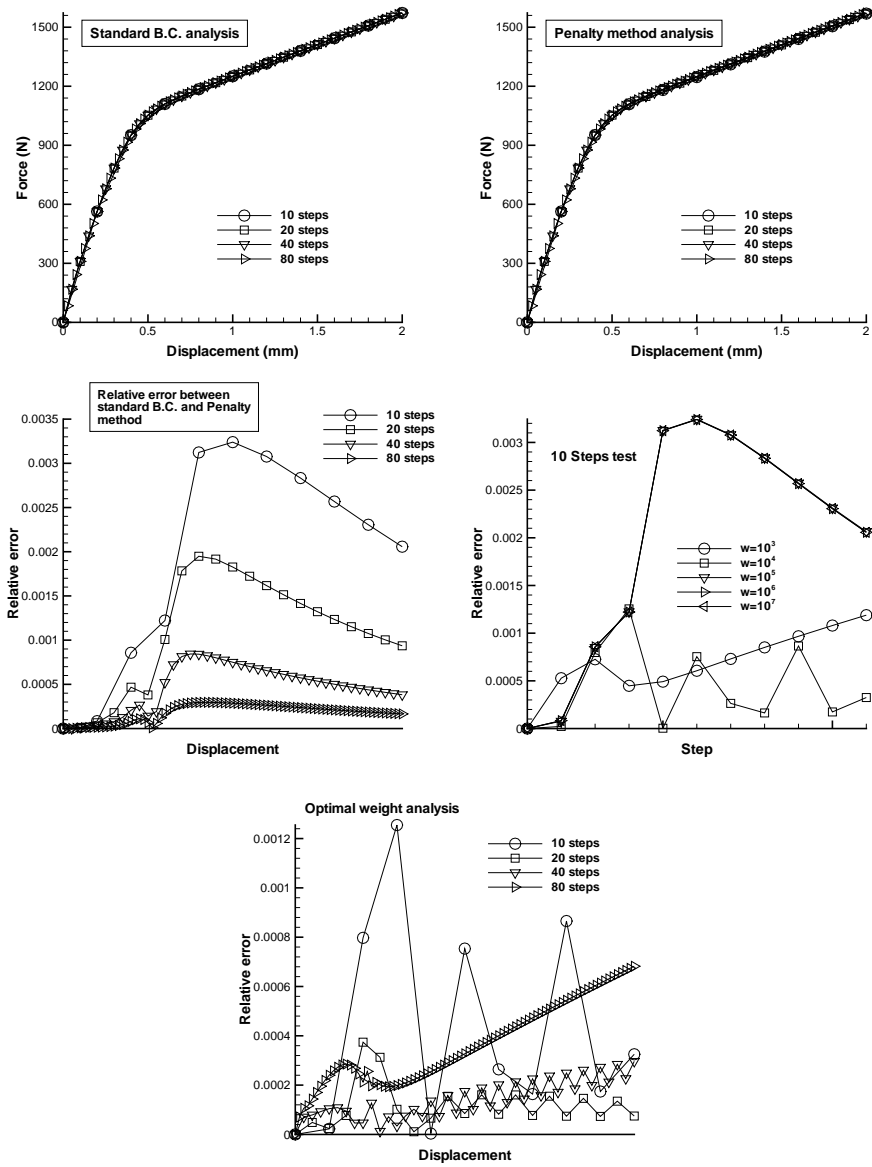 Standard B.C. analysis
Force (N)
1500
1200
900
600
300
0
10 steps
20 steps
40 steps
80 steps
0.5
1
1.5
2
Displacement (mm)
Penalty method analysis
Force (N)
1500
1200
900
600
300
0
10 steps
20 steps
40 steps
80 steps
0.5
1
1.5
2
Displacement (mm)
Relative error between
standard B.C. and Penalty
method
10 steps
20 steps
40 steps
80 steps
Relative error
0.0035
0.003
0.0025
0.002
0.0015
0.001
0.0005
0
Displacement
10 Steps test
Relative error
0.003
0.0025
0.002
0.0015
0.001
0.0005
0
w=10³
w=10⁴
w=10⁵
w=10⁶
w=10⁷
Step
Optimal weight analysis
10 steps
20 steps
40 steps
80 steps
Relative error
0.0012
0.001
0.0008
0.0006
0.0004
0.0002
0
Displacement